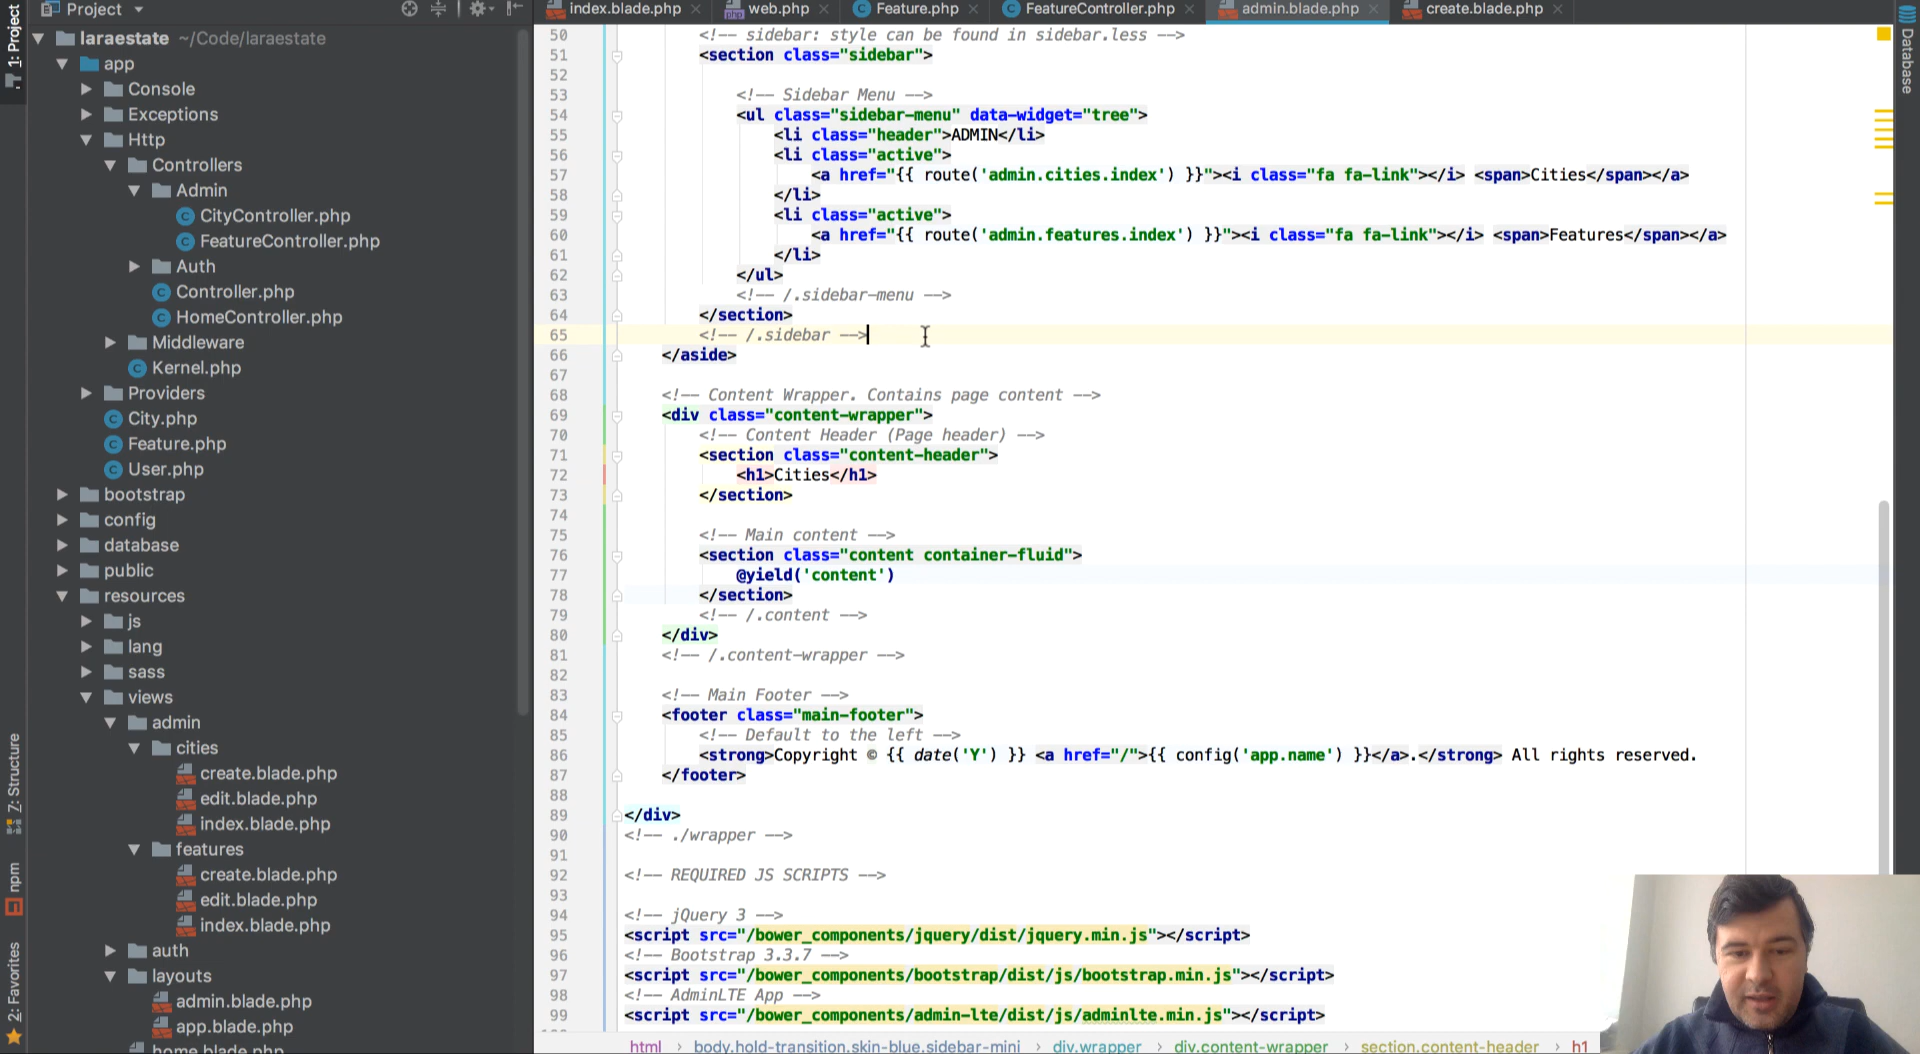 Project
index.blade.php
web.php
Feature.php
FeatureController.php
admin.blade.php
create.blade.php
1: Project
7: Structure
npm
2: Favorites
Database
laraestate ~/Code/laraestate
app
Console
Exceptions
Http
Controllers
Admin
CityController.php
FeatureController.php
Auth
Controller.php
HomeController.php
Middleware
Kernel.php
Providers
City.php
Feature.php
User.php
bootstrap
config
database
public
resources
js
lang
sass
views
admin
cities
create.blade.php
edit.blade.php
index.blade.php
features
create.blade.php
edit.blade.php
index.blade.php
auth
layouts
admin.blade.php
app.blade.php
home.blade.php
50 <!-- sidebar: style can be found in sidebar.less -->
51 <section class="sidebar">
52
53 <!-- Sidebar Menu -->
54 <ul class="sidebar-menu" data-widget="tree">
55 <li class="header">ADMIN</li>
56 <li class="active">
57 <a href="{{ route('admin.cities.index') }}"><i class="fa fa-link"></i> <span>Cities</span></a>
58 </li>
59 <li class="active">
60 <a href="{{ route('admin.features.index') }}"><i class="fa fa-link"></i> <span>Features</span></a>
61 </li>
62 </ul>
63 <!-- /.sidebar-menu -->
64 </section>
65 <!-- /.sidebar -->
66 </aside>
67
68 <!-- Content Wrapper. Contains page content -->
69 <div class="content-wrapper">
70 <!-- Content Header (Page header) -->
71 <section class="content-header">
72 <h1>Cities</h1>
73 </section>
74
75 <!-- Main content -->
76 <section class="content container-fluid">
77 @yield('content')
78 </section>
79 <!-- /.content -->
80 </div>
81 <!-- /.content-wrapper -->
82
83 <!-- Main Footer -->
84 <footer class="main-footer">
85 <!-- Default to the left -->
86 <strong>Copyright © {{ date('Y') }} <a href="/">{{ config('app.name') }}</a>.</strong> All rights reserved.
87 </footer>
88
89 </div>
90 <!-- ./wrapper -->
91
92 <!-- REQUIRED JS SCRIPTS -->
93
94 <!-- jQuery 3 -->
95 <script src="/bower_components/jquery/dist/jquery.min.js"></script>
96 <!-- Bootstrap 3.3.7 -->
97 <script src="/bower_components/bootstrap/dist/js/bootstrap.min.js"></script>
98 <!-- AdminLTE App -->
99 <script src="/bower_components/admin-lte/dist/js/adminlte.min.js"></script>
html › body.hold-transition.skin-blue.sidebar-mini › div.wrapper › div.content-wrapper › section.content-header › h1